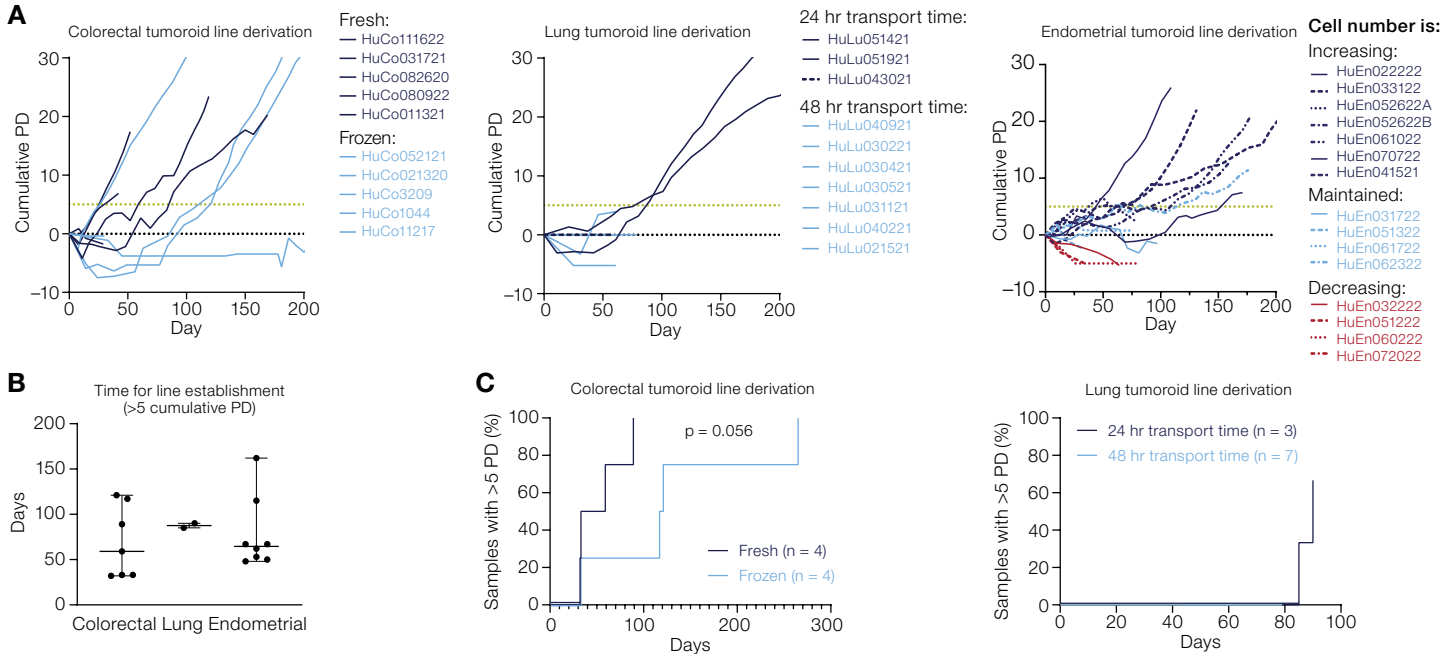 A
Colorectal tumoroid line derivation
Cumulative PD
30
20
10
0
−10
0
50
100
150
200
Day
Fresh:
HuCo111622
HuCo031721
HuCo082620
HuCo080922
HuCo011321
Frozen:
HuCo052121
HuCo021320
HuCo3209
HuCo1044
HuCo11217
Lung tumoroid line derivation
Cumulative PD
30
20
10
0
−10
0
50
100
150
200
Day
24 hr transport time:
HuLu051421
HuLu051921
HuLu043021
48 hr transport time:
HuLu040921
HuLu030221
HuLu030421
HuLu030521
HuLu031121
HuLu040221
HuLu021521
Endometrial tumoroid line derivation
Cumulative PD
30
20
10
0
−10
0
50
100
150
200
Day
Cell number is:
Increasing:
HuEn022222
HuEn033122
HuEn052622A
HuEn052622B
HuEn061022
HuEn070722
HuEn041521
Maintained:
HuEn031722
HuEn051322
HuEn061722
HuEn062322
Decreasing:
HuEn032222
HuEn051222
HuEn060222
HuEn072022
B
Time for line establishment
(>5 cumulative PD)
Days
200
150
100
50
0
Colorectal Lung Endometrial
C
Colorectal tumoroid line derivation
Samples with >5 PD (%)
100
80
60
40
20
0
p = 0.056
Fresh (n = 4)
Frozen (n = 4)
0
100
200
300
Days
Lung tumoroid line derivation
Samples with >5 PD (%)
100
80
60
40
20
0
24 hr transport time (n = 3)
48 hr transport time (n = 7)
0
20
40
60
80
100
Days